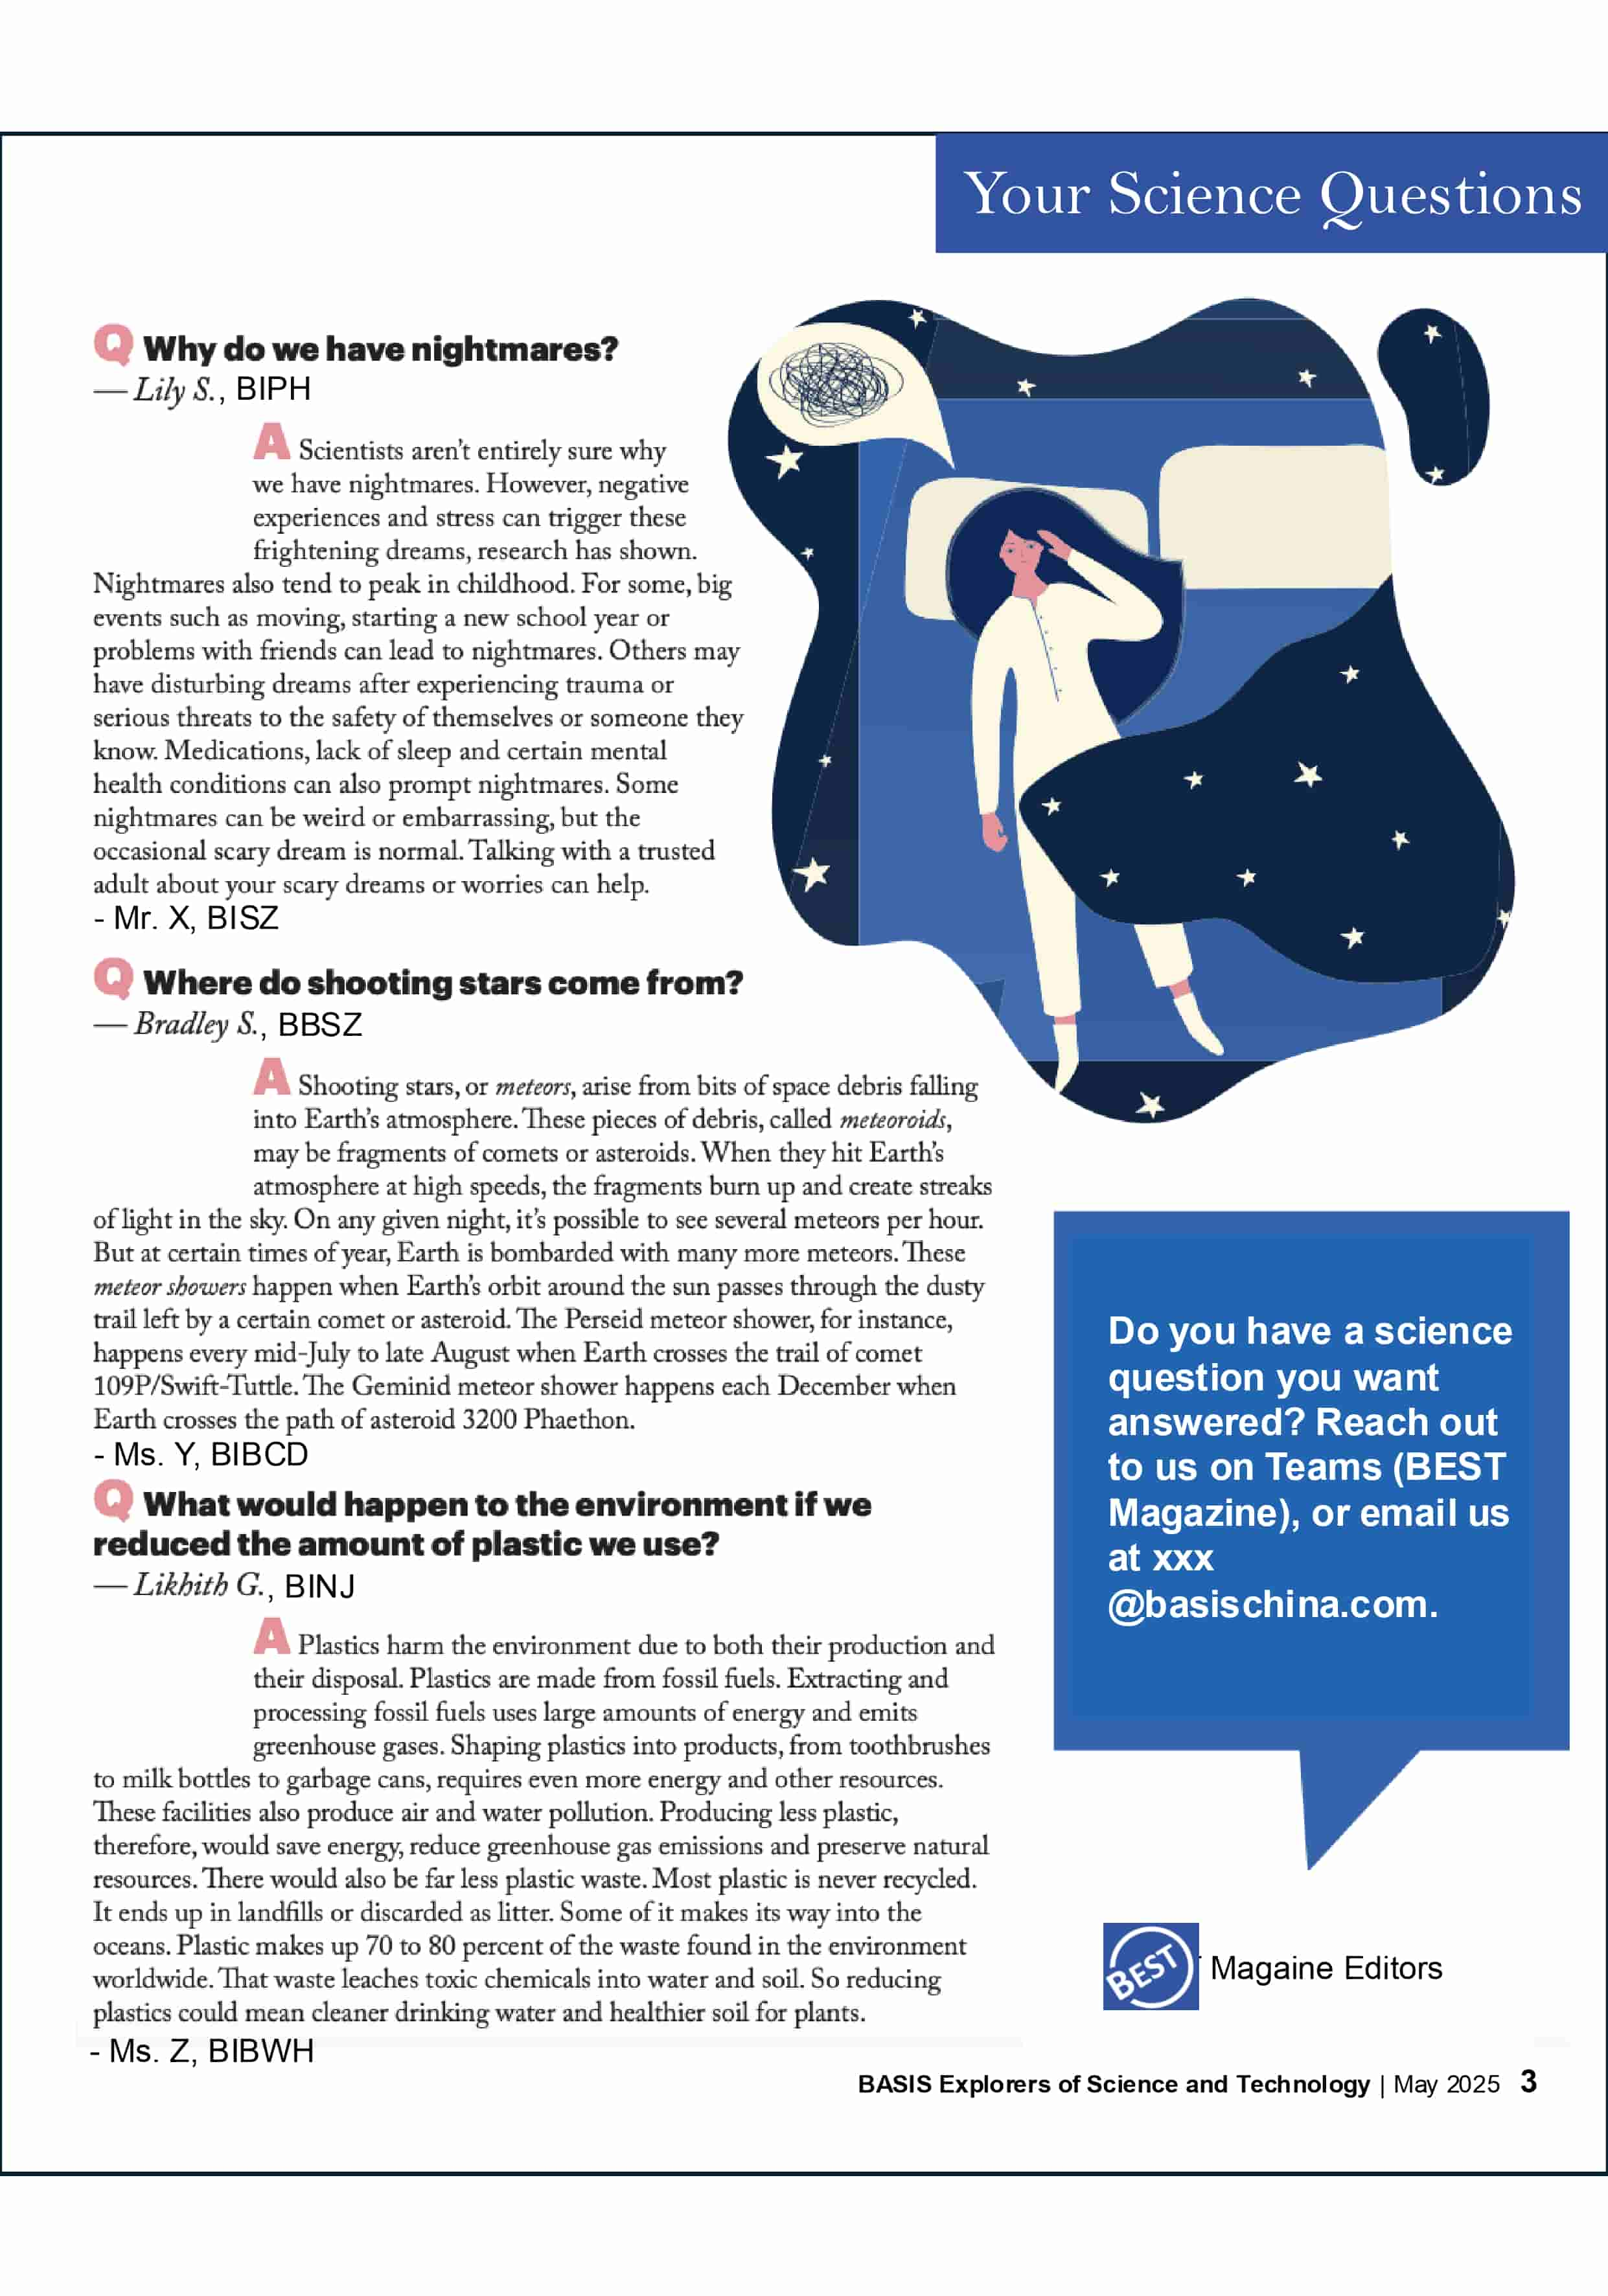 Your Science Questions
Q Why do we have nightmares?
— Lily S., BIPH
A Scientists aren't entirely sure why
we have nightmares. However, negative
experiences and stress can trigger these
frightening dreams, research has shown.
Nightmares also tend to peak in childhood. For some, big
events such as moving, starting a new school year or
problems with friends can lead to nightmares. Others may
have disturbing dreams after experiencing trauma or
serious threats to the safety of themselves or someone they
know. Medications, lack of sleep and certain mental
health conditions can also prompt nightmares. Some
nightmares can be weird or embarrassing, but the
occasional scary dream is normal. Talking with a trusted
adult about your scary dreams or worries can help.
- Mr. X, BISZ
Q Where do shooting stars come from?
— Bradley S., BBSZ
A Shooting stars, or meteors, arise from bits of space debris falling
into Earth's atmosphere. These pieces of debris, called meteoroids,
may be fragments of comets or asteroids. When they hit Earth's
atmosphere at high speeds, the fragments burn up and create streaks
of light in the sky. On any given night, it's possible to see several meteors per hour.
But at certain times of year, Earth is bombarded with many more meteors. These
meteor showers happen when Earth's orbit around the sun passes through the dusty
trail left by a certain comet or asteroid. The Perseid meteor shower, for instance,
happens every mid-July to late August when Earth crosses the trail of comet
109P/Swift-Tuttle. The Geminid meteor shower happens each December when
Earth crosses the path of asteroid 3200 Phaethon.
- Ms. Y, BIBCD
Q What would happen to the environment if we
reduced the amount of plastic we use?
— Likhith G., BINJ
A Plastics harm the environment due to both their production and
their disposal. Plastics are made from fossil fuels. Extracting and
processing fossil fuels uses large amounts of energy and emits
greenhouse gases. Shaping plastics into products, from toothbrushes
to milk bottles to garbage cans, requires even more energy and other resources.
These facilities also produce air and water pollution. Producing less plastic,
therefore, would save energy, reduce greenhouse gas emissions and preserve natural
resources. There would also be far less plastic waste. Most plastic is never recycled.
It ends up in landfills or discarded as litter. Some of it makes its way into the
oceans. Plastic makes up 70 to 80 percent of the waste found in the environment
worldwide. That waste leaches toxic chemicals into water and soil. So reducing
plastics could mean cleaner drinking water and healthier soil for plants.
- Ms. Z, BIBWH
Do you have a science
question you want
answered? Reach out
to us on Teams (BEST
Magazine), or email us
at xxx
@basischina.com.
BEST Magaine Editors
BASIS Explorers of Science and Technology | May 2025 3